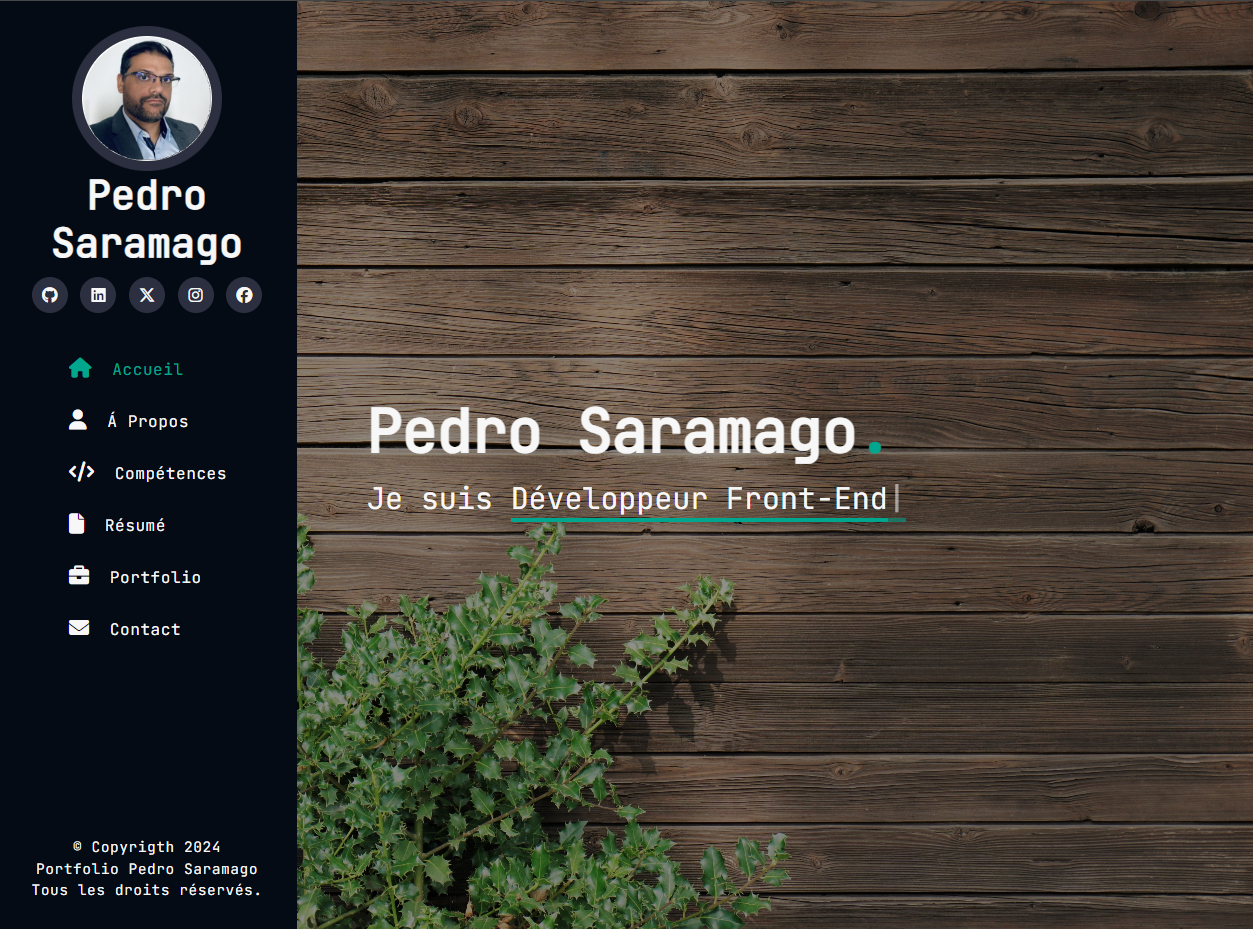 Pedro
Saramago
Accueil
Á Propos
Compétences
Résumé
Portfolio
Contact
© Copyrigth 2024
Portfolio Pedro Saramago
Tous les droits réservés.
Pedro Saramago.
Je suis Développeur Front-End|